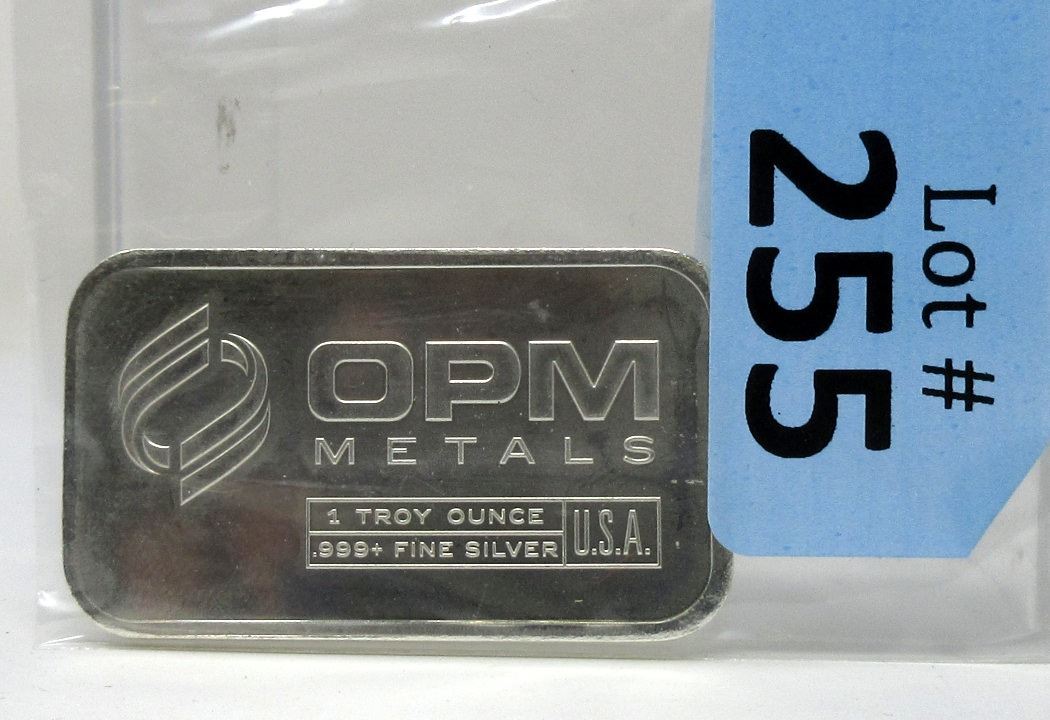 OPM
METALS
1 TROY OUNCE
.999+ FINE SILVER
U.S.A.
Lot #
255